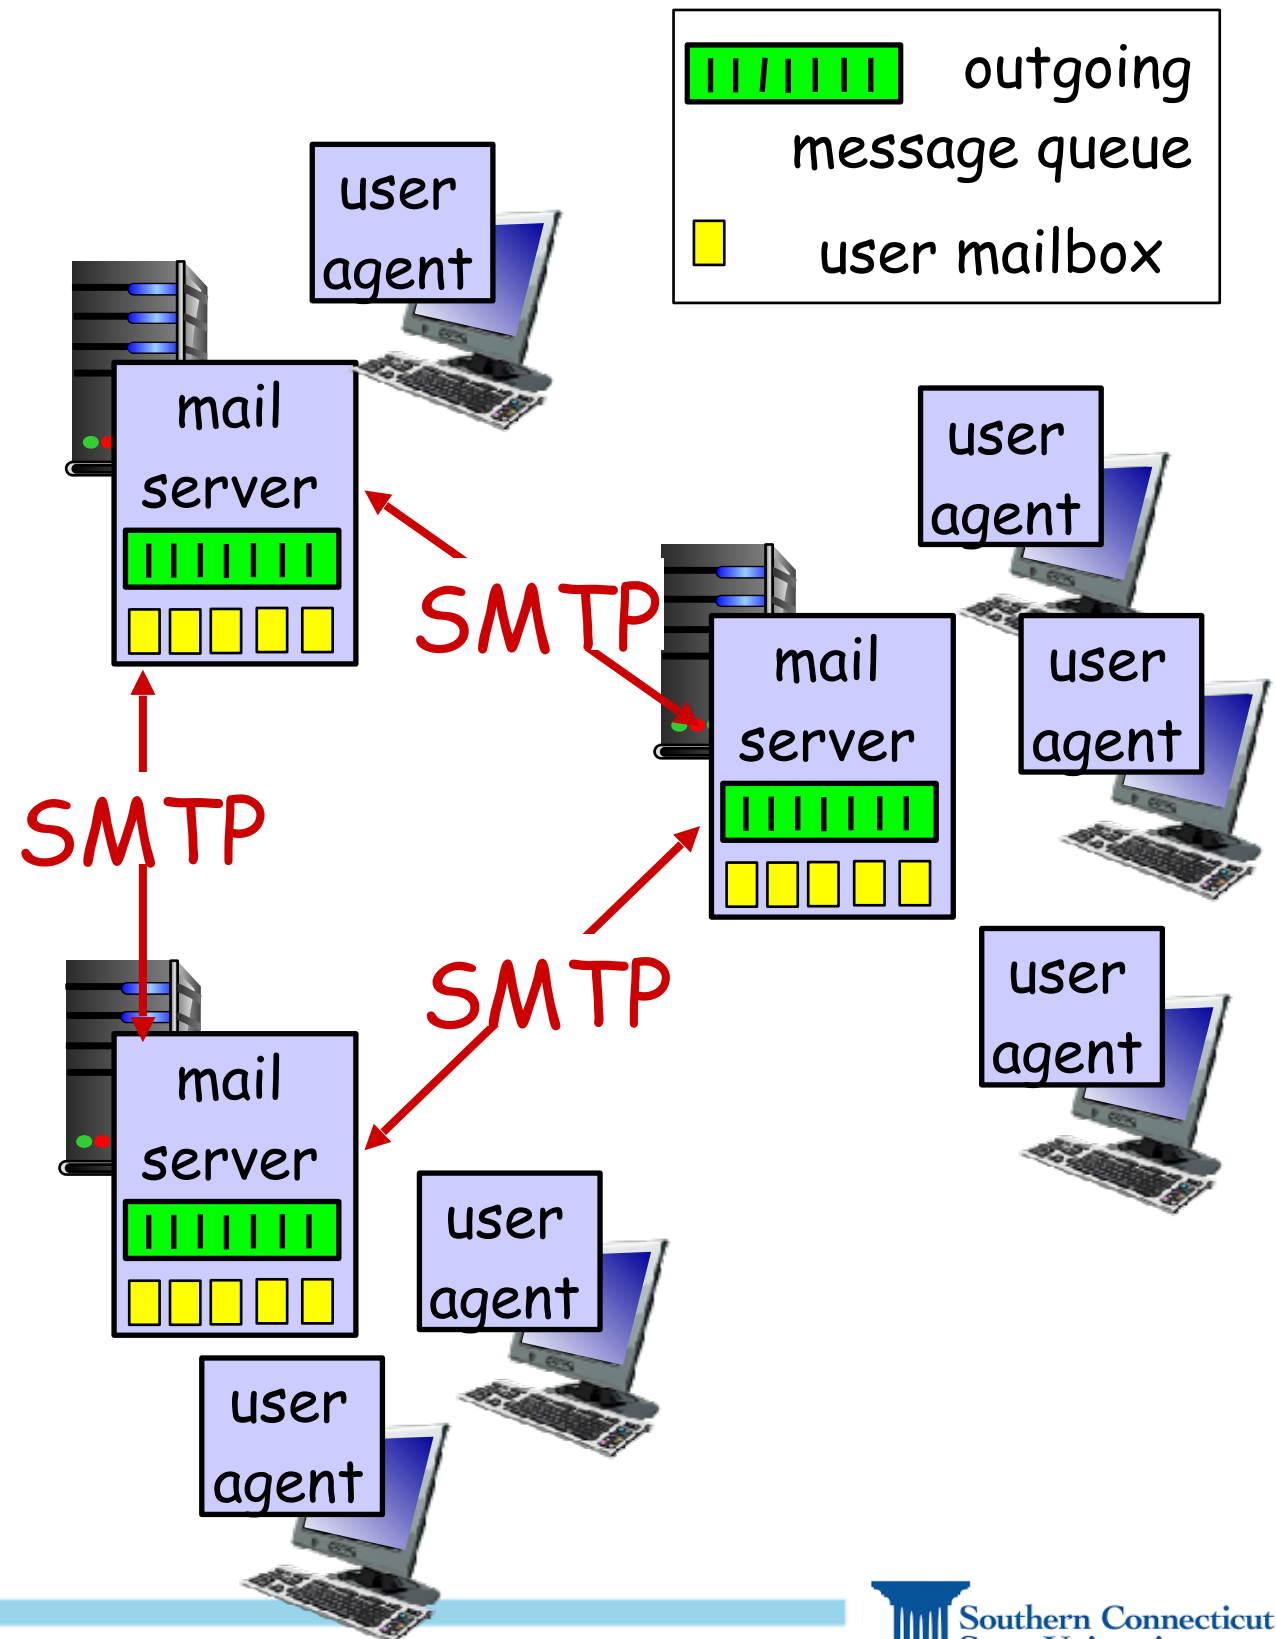 outgoing
message queue
user mailbox
user
agent
mail
server
user
agent
SMTP
mail
server
user
agent
SMTP
user
agent
SMTP
mail
server
user
agent
user
agent
Southern Connecticut